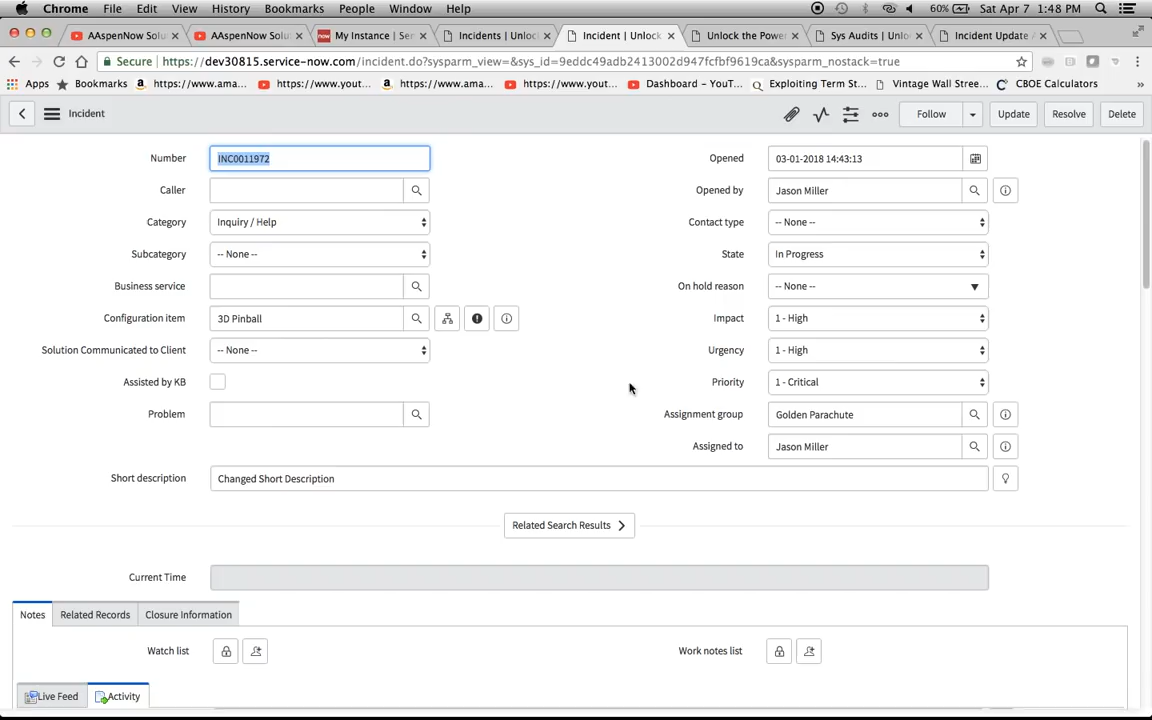 Chrome File Edit View History Bookmarks People Window Help 60% Sat Apr 7 1:48 PM
AAspenNow Solu AAspenNow Solu My Instance | Ser Incidents | Unlo Incident | Unlock Unlock the Power Sys Audits | Unlo Incident Update
Secure https://dev30815.service-now.com/incident.do?sysparm_view=&sys_id=9eddc49adb2413002d947fcfbf9619ca&sysparm_nostack=true
Apps Bookmarks https://www.ama... https://www.yout... https://www.ama... https://www.yout... Dashboard - YouT... Exploiting Term St... Vintage Wall Stree... CBOE Calculators »
Incident Follow Update Resolve Delete
Number INC0011972 Opened 03-01-2018 14:43:13
Caller Opened by Jason Miller
Category Inquiry / Help Contact type -- None --
Subcategory -- None -- State In Progress
Business service On hold reason -- None --
Configuration item 3D Pinball Impact 1 - High
Solution Communicated to Client -- None -- Urgency 1 - High
Assisted by KB Priority 1 - Critical
Problem Assignment group Golden Parachute
Assigned to Jason Miller
Short description Changed Short Description
Related Search Results
Current Time
Notes Related Records Closure Information
Watch list Work notes list
Live Feed Activity